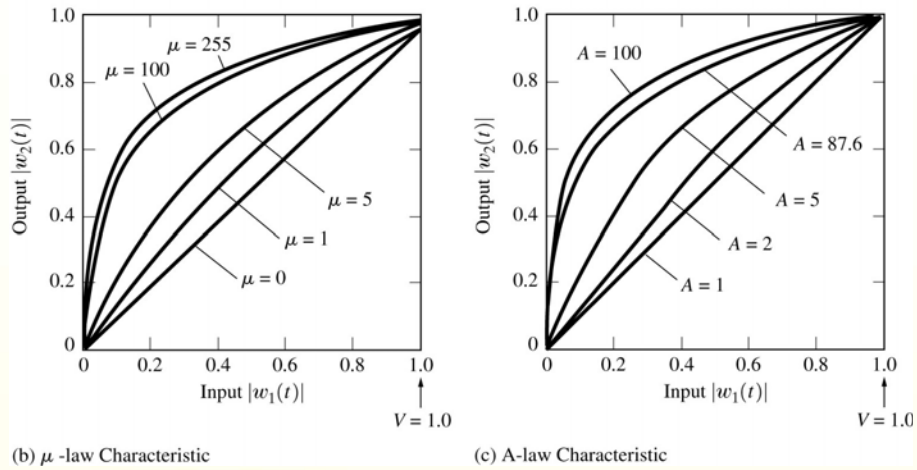 1.0
0.8
0.6
0.4
0.2
0
Output |w₂(t)|
μ = 255
μ = 100
μ = 5
μ = 1
μ = 0
0 0.2 0.4 0.6 0.8 1.0
Input |w₁(t)|
V = 1.0
(b) μ -law Characteristic
1.0
0.8
0.6
0.4
0.2
0
Output |w₂(t)|
A = 100
A = 87.6
A = 5
A = 2
A = 1
0 0.2 0.4 0.6 0.8 1.0
Input |w₁(t)|
V = 1.0
(c) A-law Characteristic